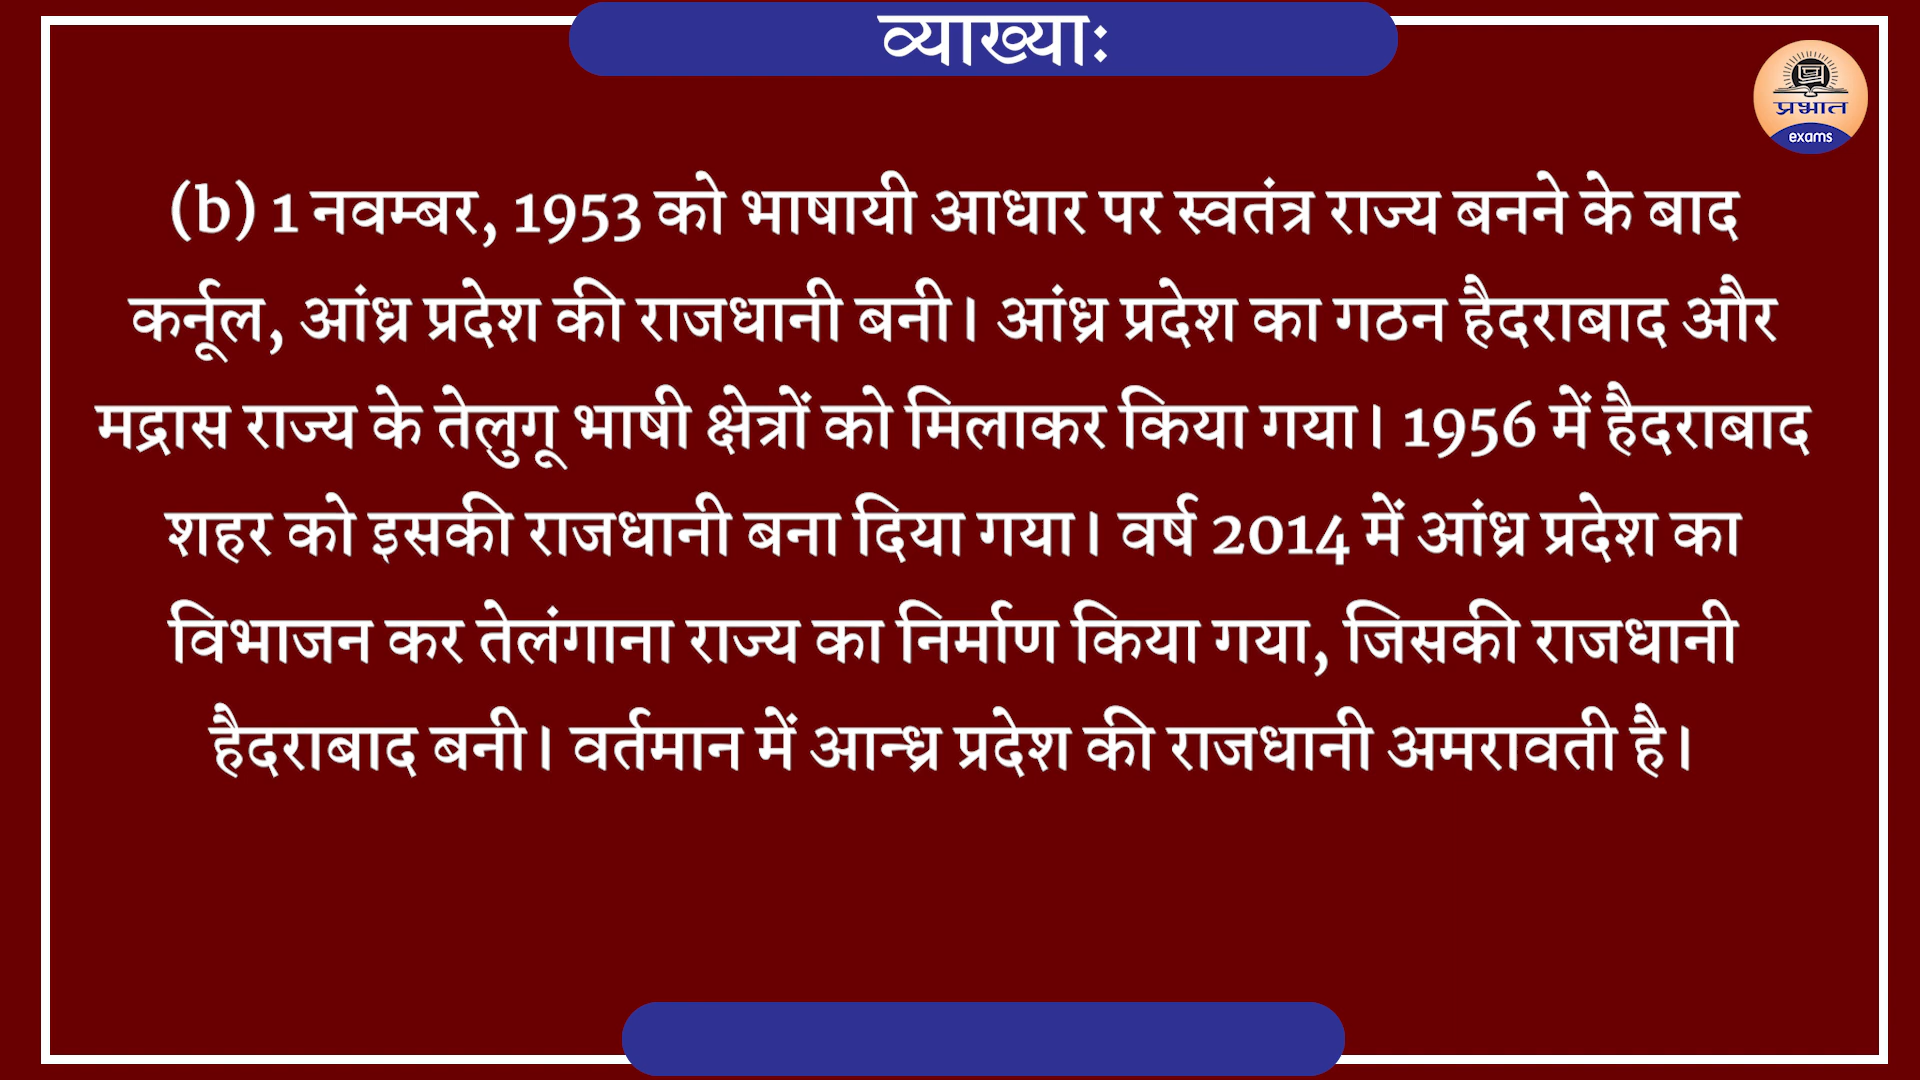 व्याख्याः
प्रभात
exams
(b) 1 नवम्बर, 1953 को भाषायी आधार पर स्वतंत्र राज्य बनने के बाद
कर्नूल, आंध्र प्रदेश की राजधानी बनी। आंध्र प्रदेश का गठन हैदराबाद और
मद्रास राज्य के तेलुगू भाषी क्षेत्रों को मिलाकर किया गया। 1956 में हैदराबाद
शहर को इसकी राजधानी बना दिया गया। वर्ष 2014 में आंध्र प्रदेश का
विभाजन कर तेलंगाना राज्य का निर्माण किया गया, जिसकी राजधानी
हैदराबाद बनी। वर्तमान में आन्ध्र प्रदेश की राजधानी अमरावती है।